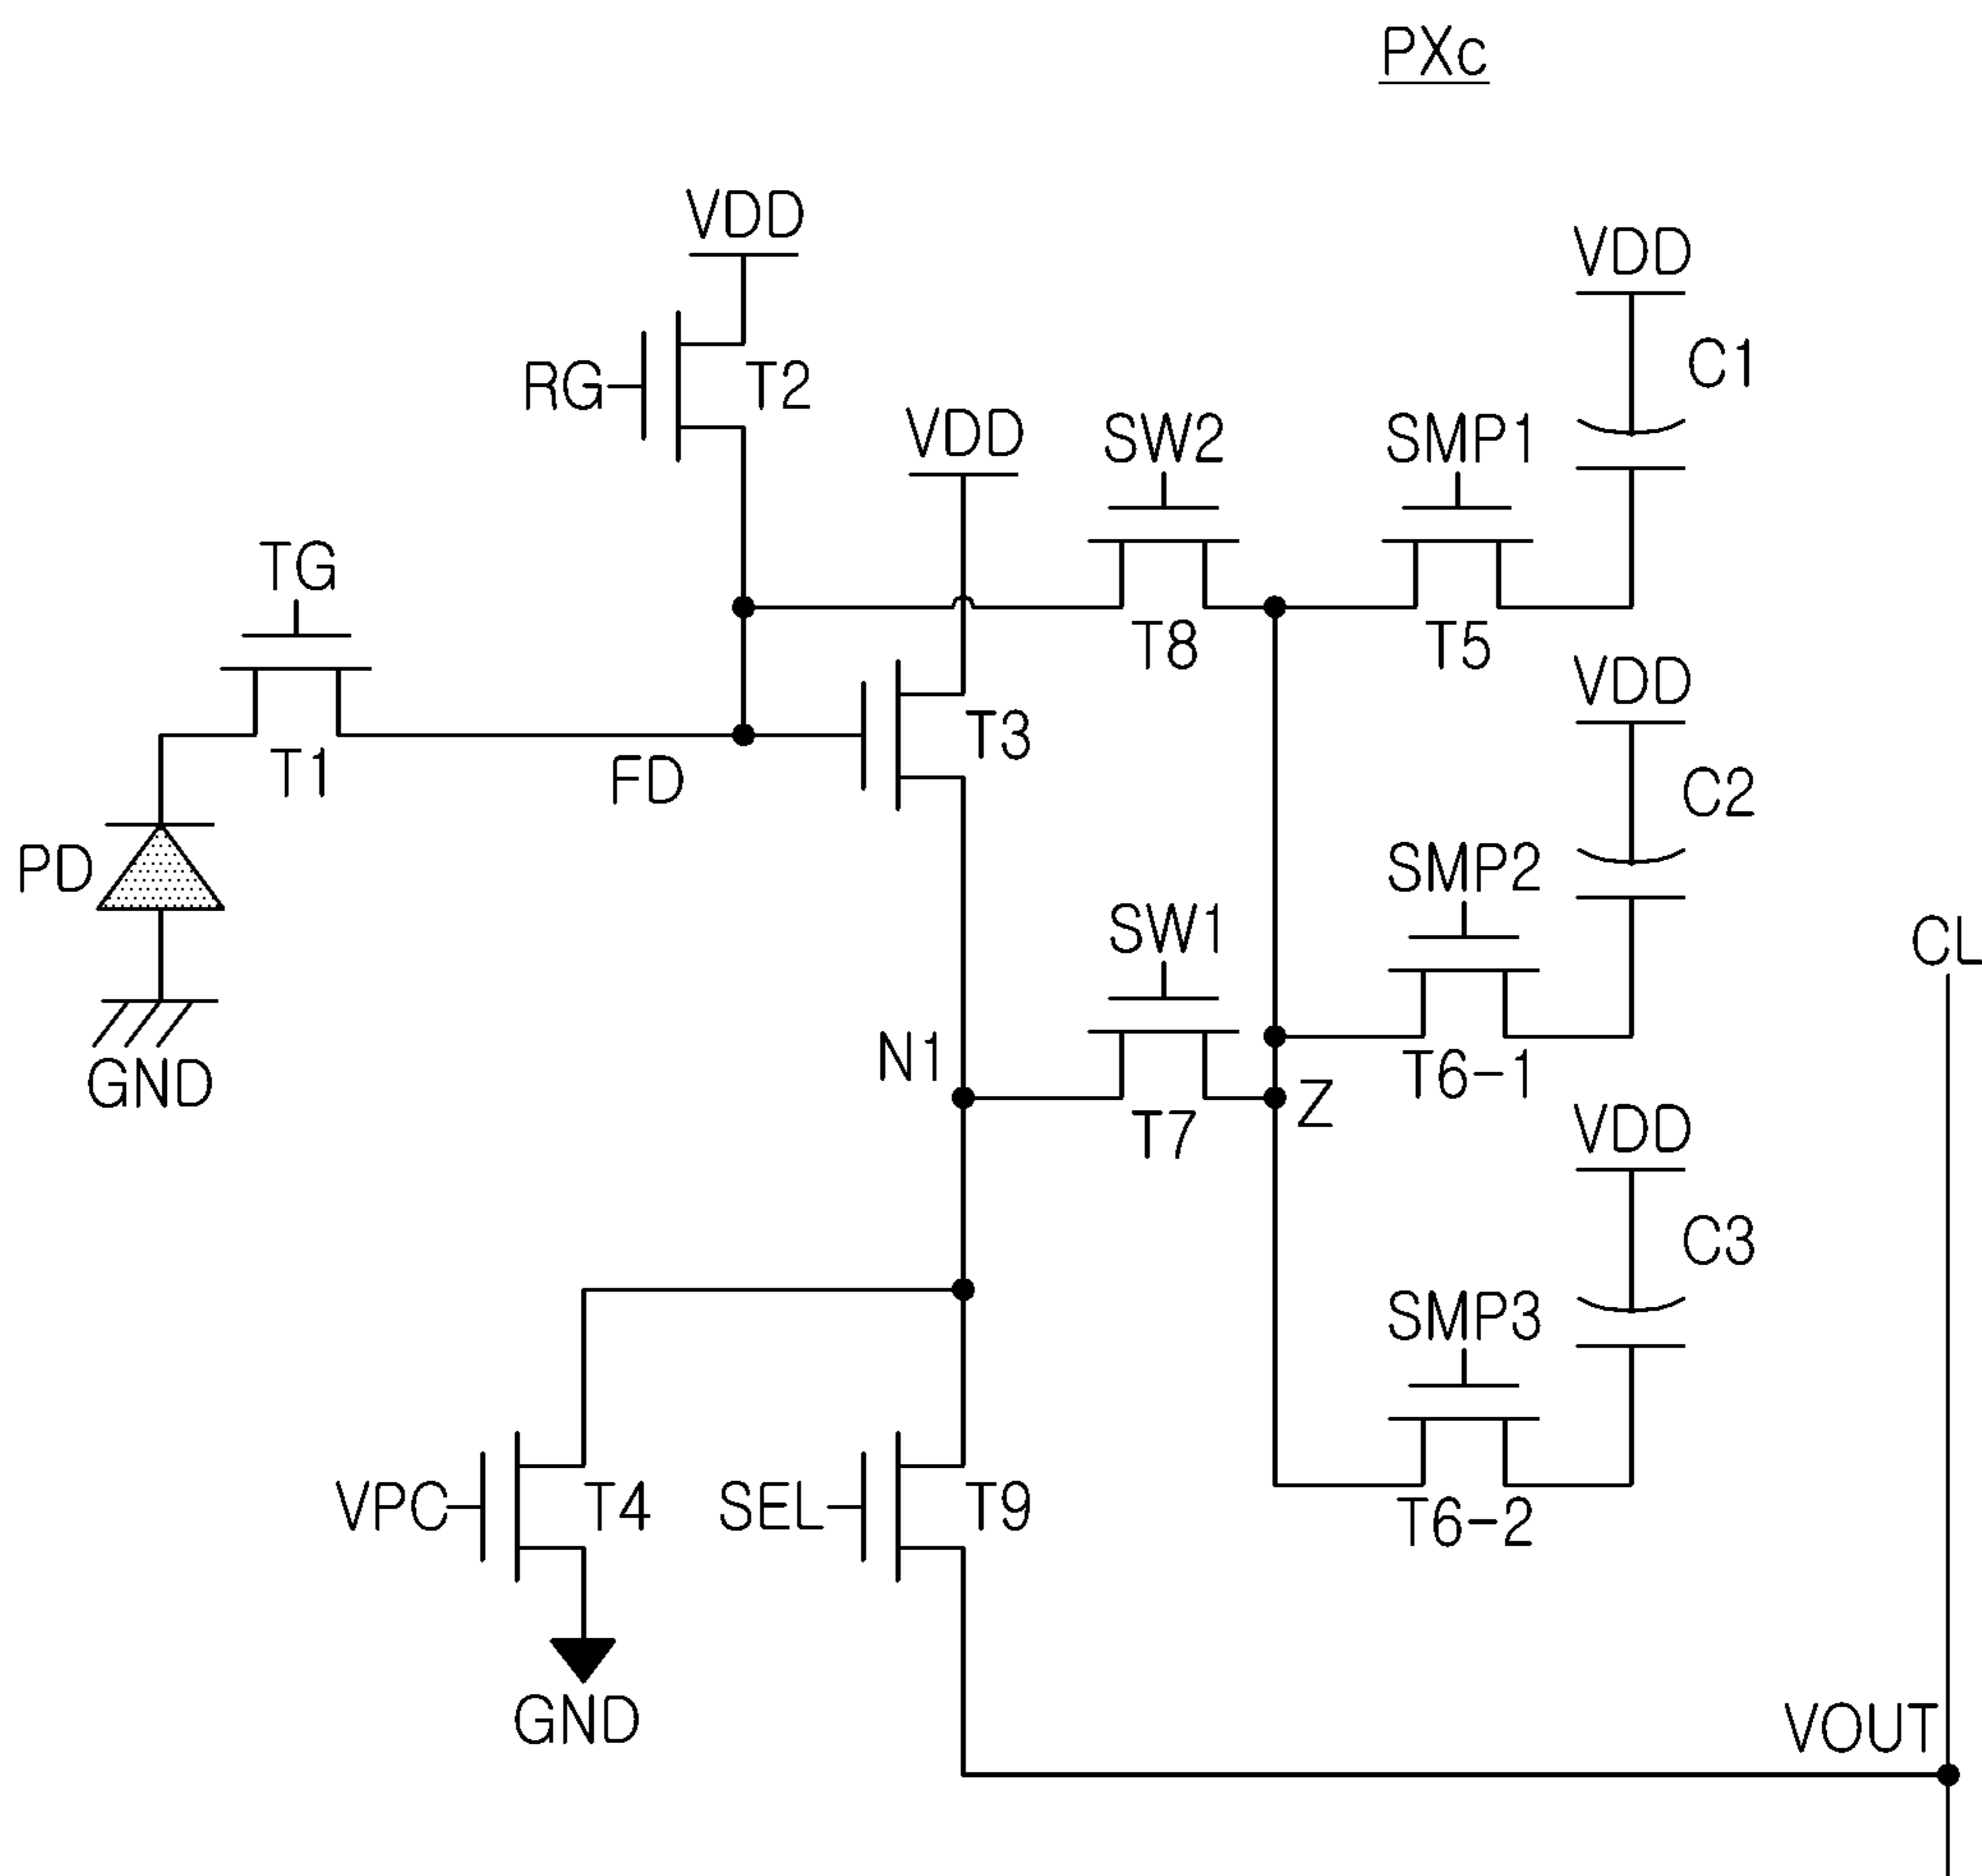 PXc
VDD
VDD
RG
T2
C1
VDD
SW2
SMP1
TG
T8
T5
VDD
T3
T1
FD
C2
PD
SMP2
SW1
CL
N1
GND
T6-1
Z
T7
VDD
C3
SMP3
VPC
T4
SEL
T9
T6-2
GND
VOUT